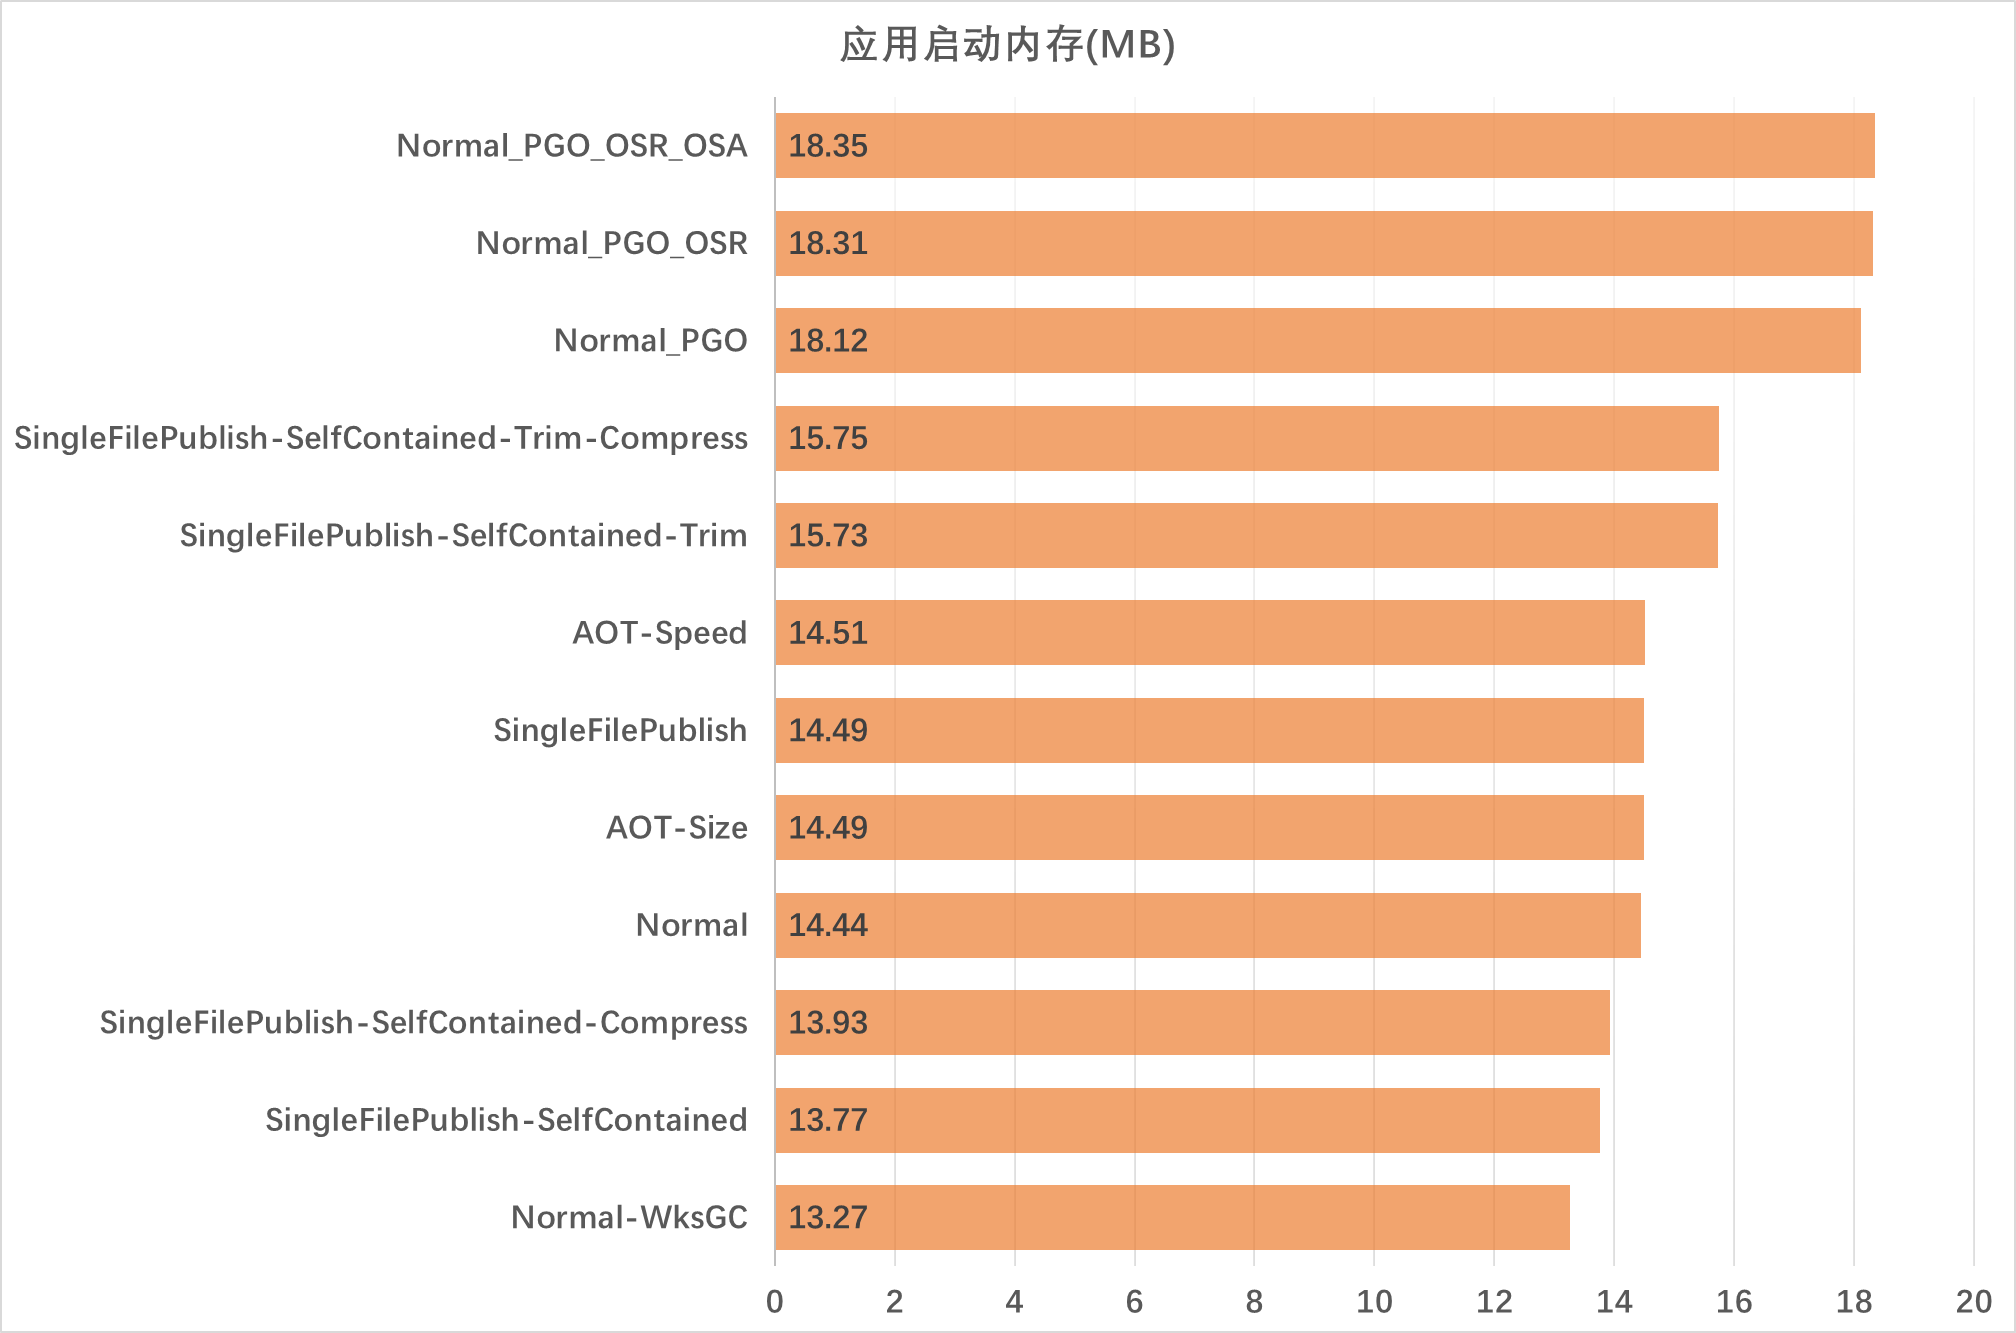 应用启动内存(MB)
Normal_PGO_OSR_OSA 18.35
Normal_PGO_OSR 18.31
Normal_PGO 18.12
SingleFilePublish-SelfContained-Trim-Compress 15.75
SingleFilePublish-SelfContained-Trim 15.73
AOT-Speed 14.51
SingleFilePublish 14.49
AOT-Size 14.49
Normal 14.44
SingleFilePublish-SelfContained-Compress 13.93
SingleFilePublish-SelfContained 13.77
Normal-WksGC 13.27
0 2 4 6 8 10 12 14 16 18 20